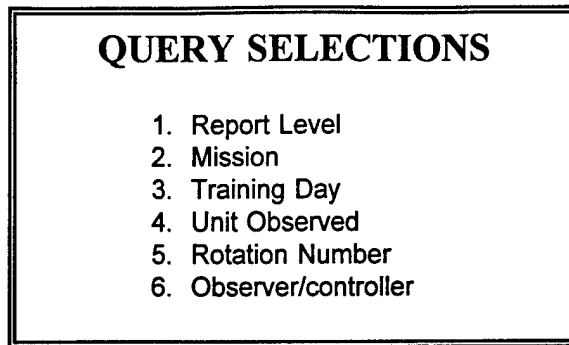 QUERY SELECTIONS
1. Report Level
2. Mission
3. Training Day
4. Unit Observed
5. Rotation Number
6. Observer/controller